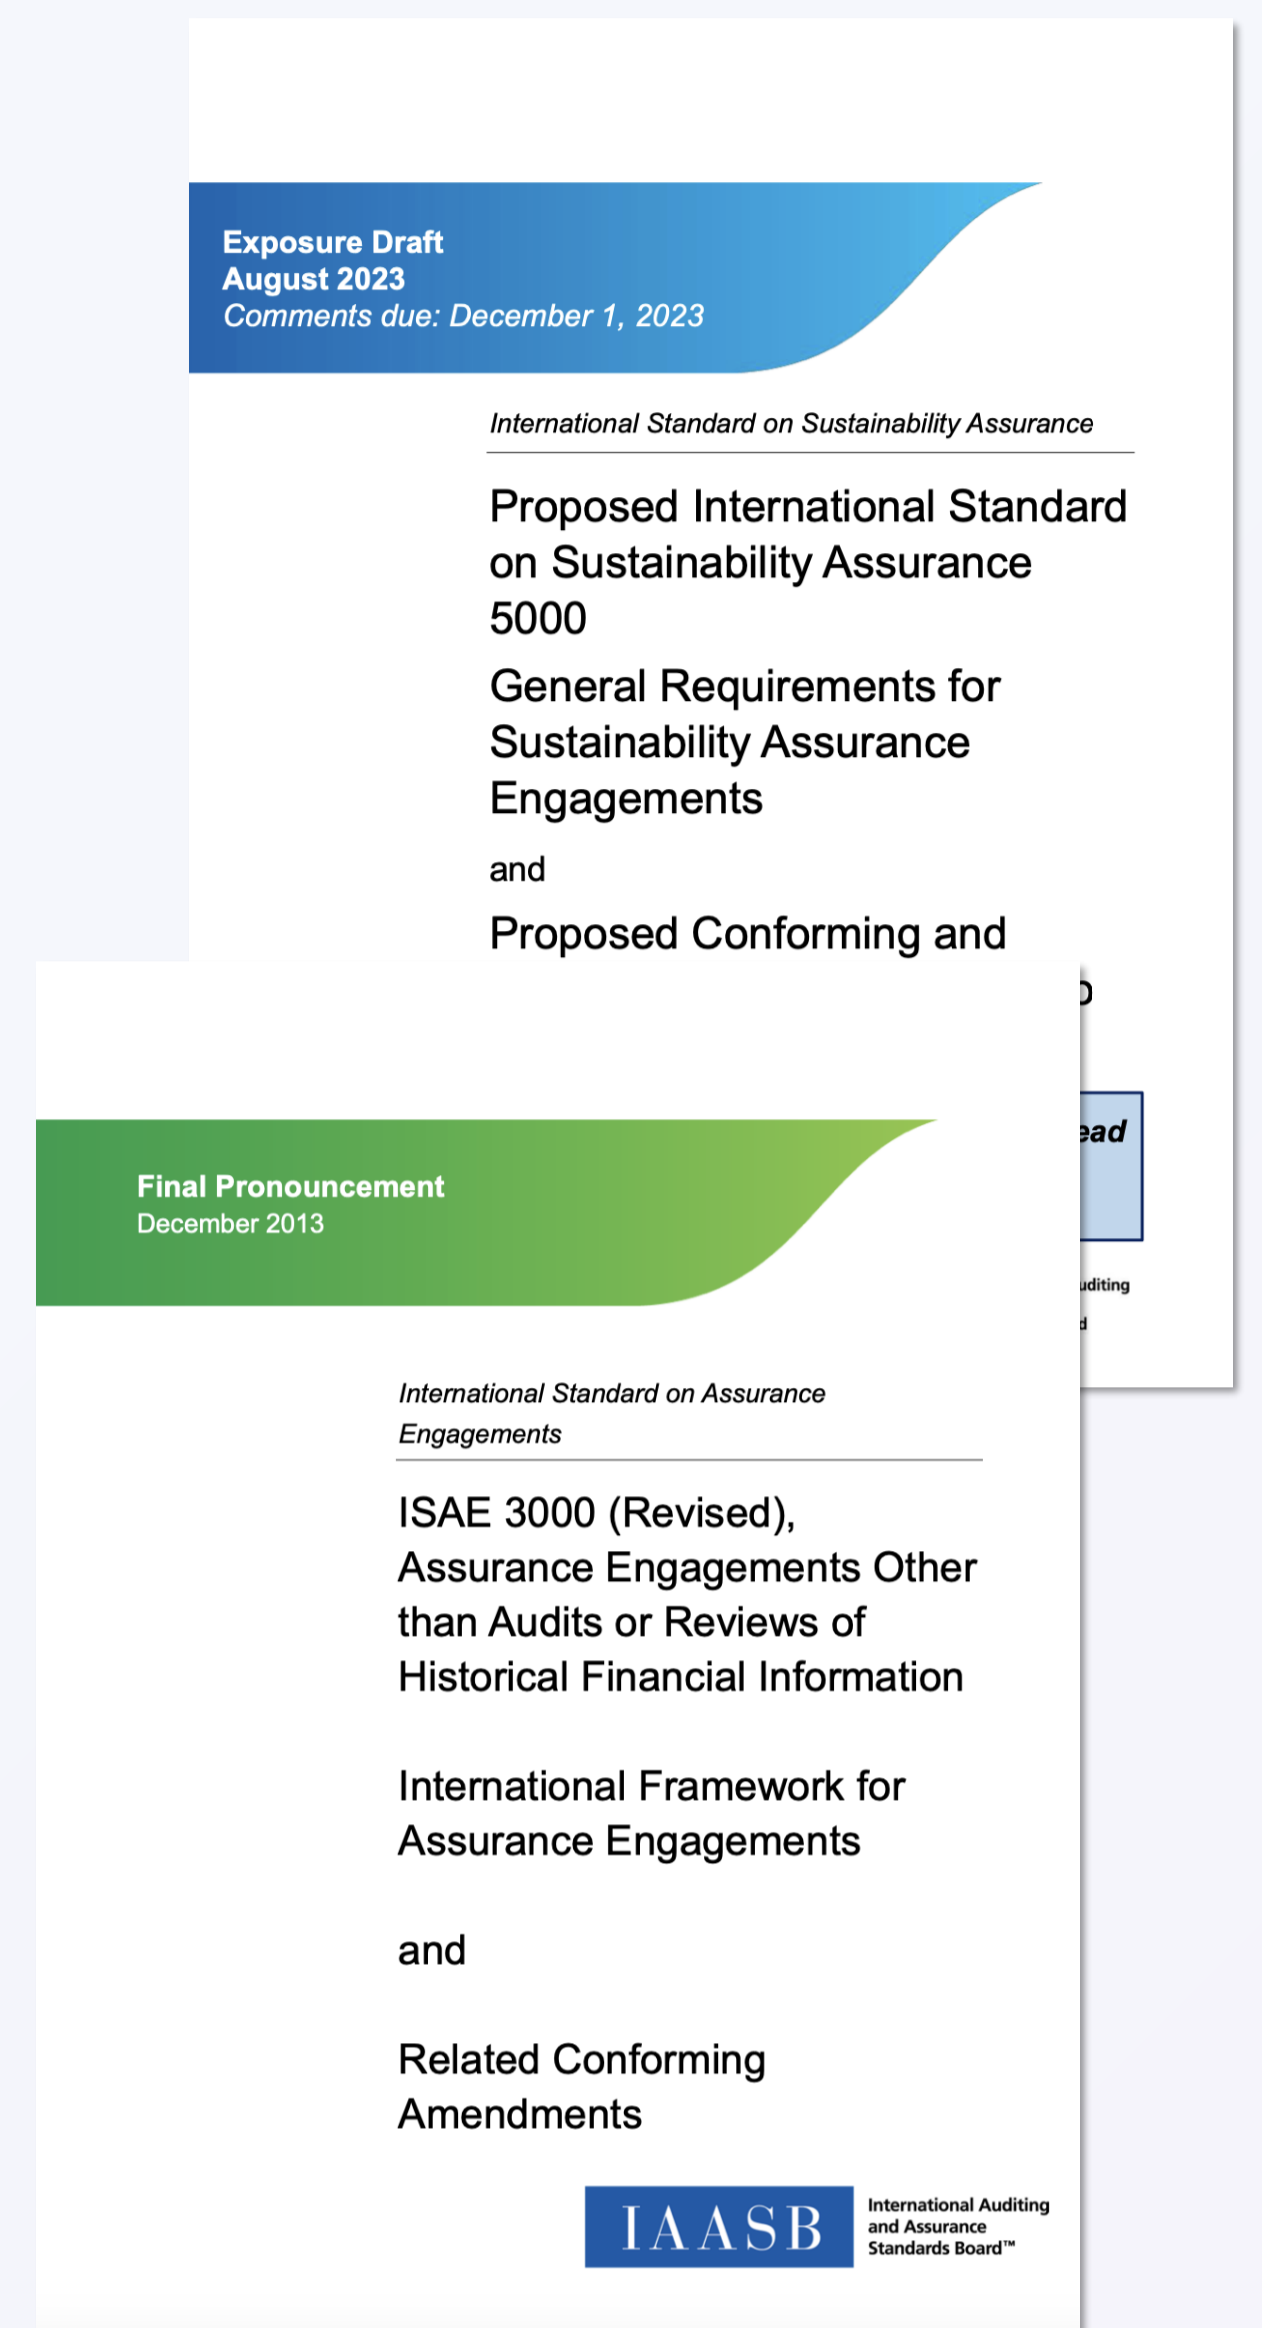 Exposure Draft
August 2023
Comments due: December 1, 2023
International Standard on Sustainability Assurance
Proposed International Standard
on Sustainability Assurance
5000
General Requirements for
Sustainability Assurance
Engagements
and
Proposed Conforming and
Final Pronouncement
December 2013
International Standard on Assurance
Engagements
ISAE 3000 (Revised),
Assurance Engagements Other
than Audits or Reviews of
Historical Financial Information
International Framework for
Assurance Engagements
and
Related Conforming
Amendments
IAASB
International Auditing
and Assurance
Standards Board™